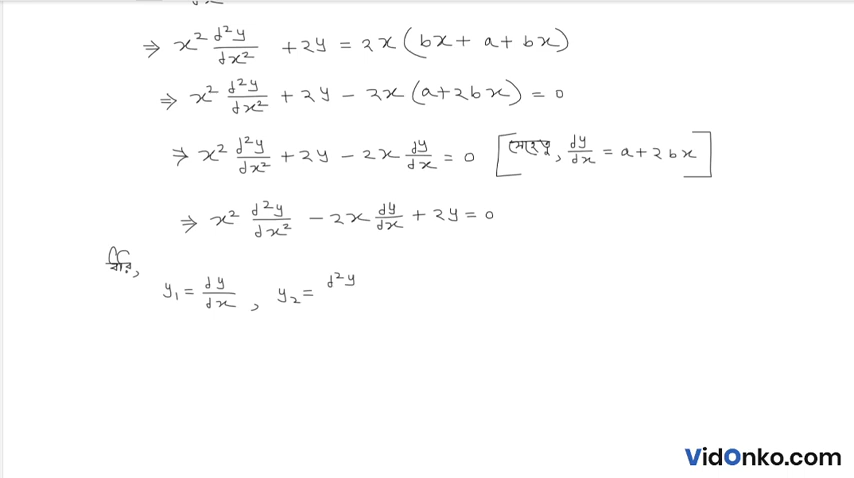 ⇒ x² d²y/dx² + 2y = 2x (bx + a + bx)
⇒ x² d²y/dx² + 2y − 2x (a+2bx) = 0
⇒ x² d²y/dx² + 2y − 2x dy/dx = 0 [যেহেতু, dy/dx = a+2bx]
⇒ x² d²y/dx² − 2x dy/dx + 2y = 0
y₁ = dy/dx , y₂ = d²y
VidOnko.com